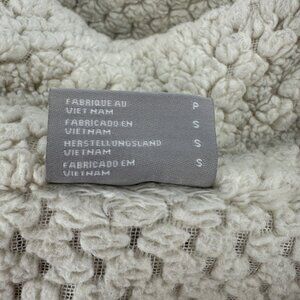 FABRIQUE AU
VIETNAM P
FABRICADO EN
VIETNAM S
HERSTELLUNGSLAND
VIETNAM S
FABRICADO EM
VIETNAM S